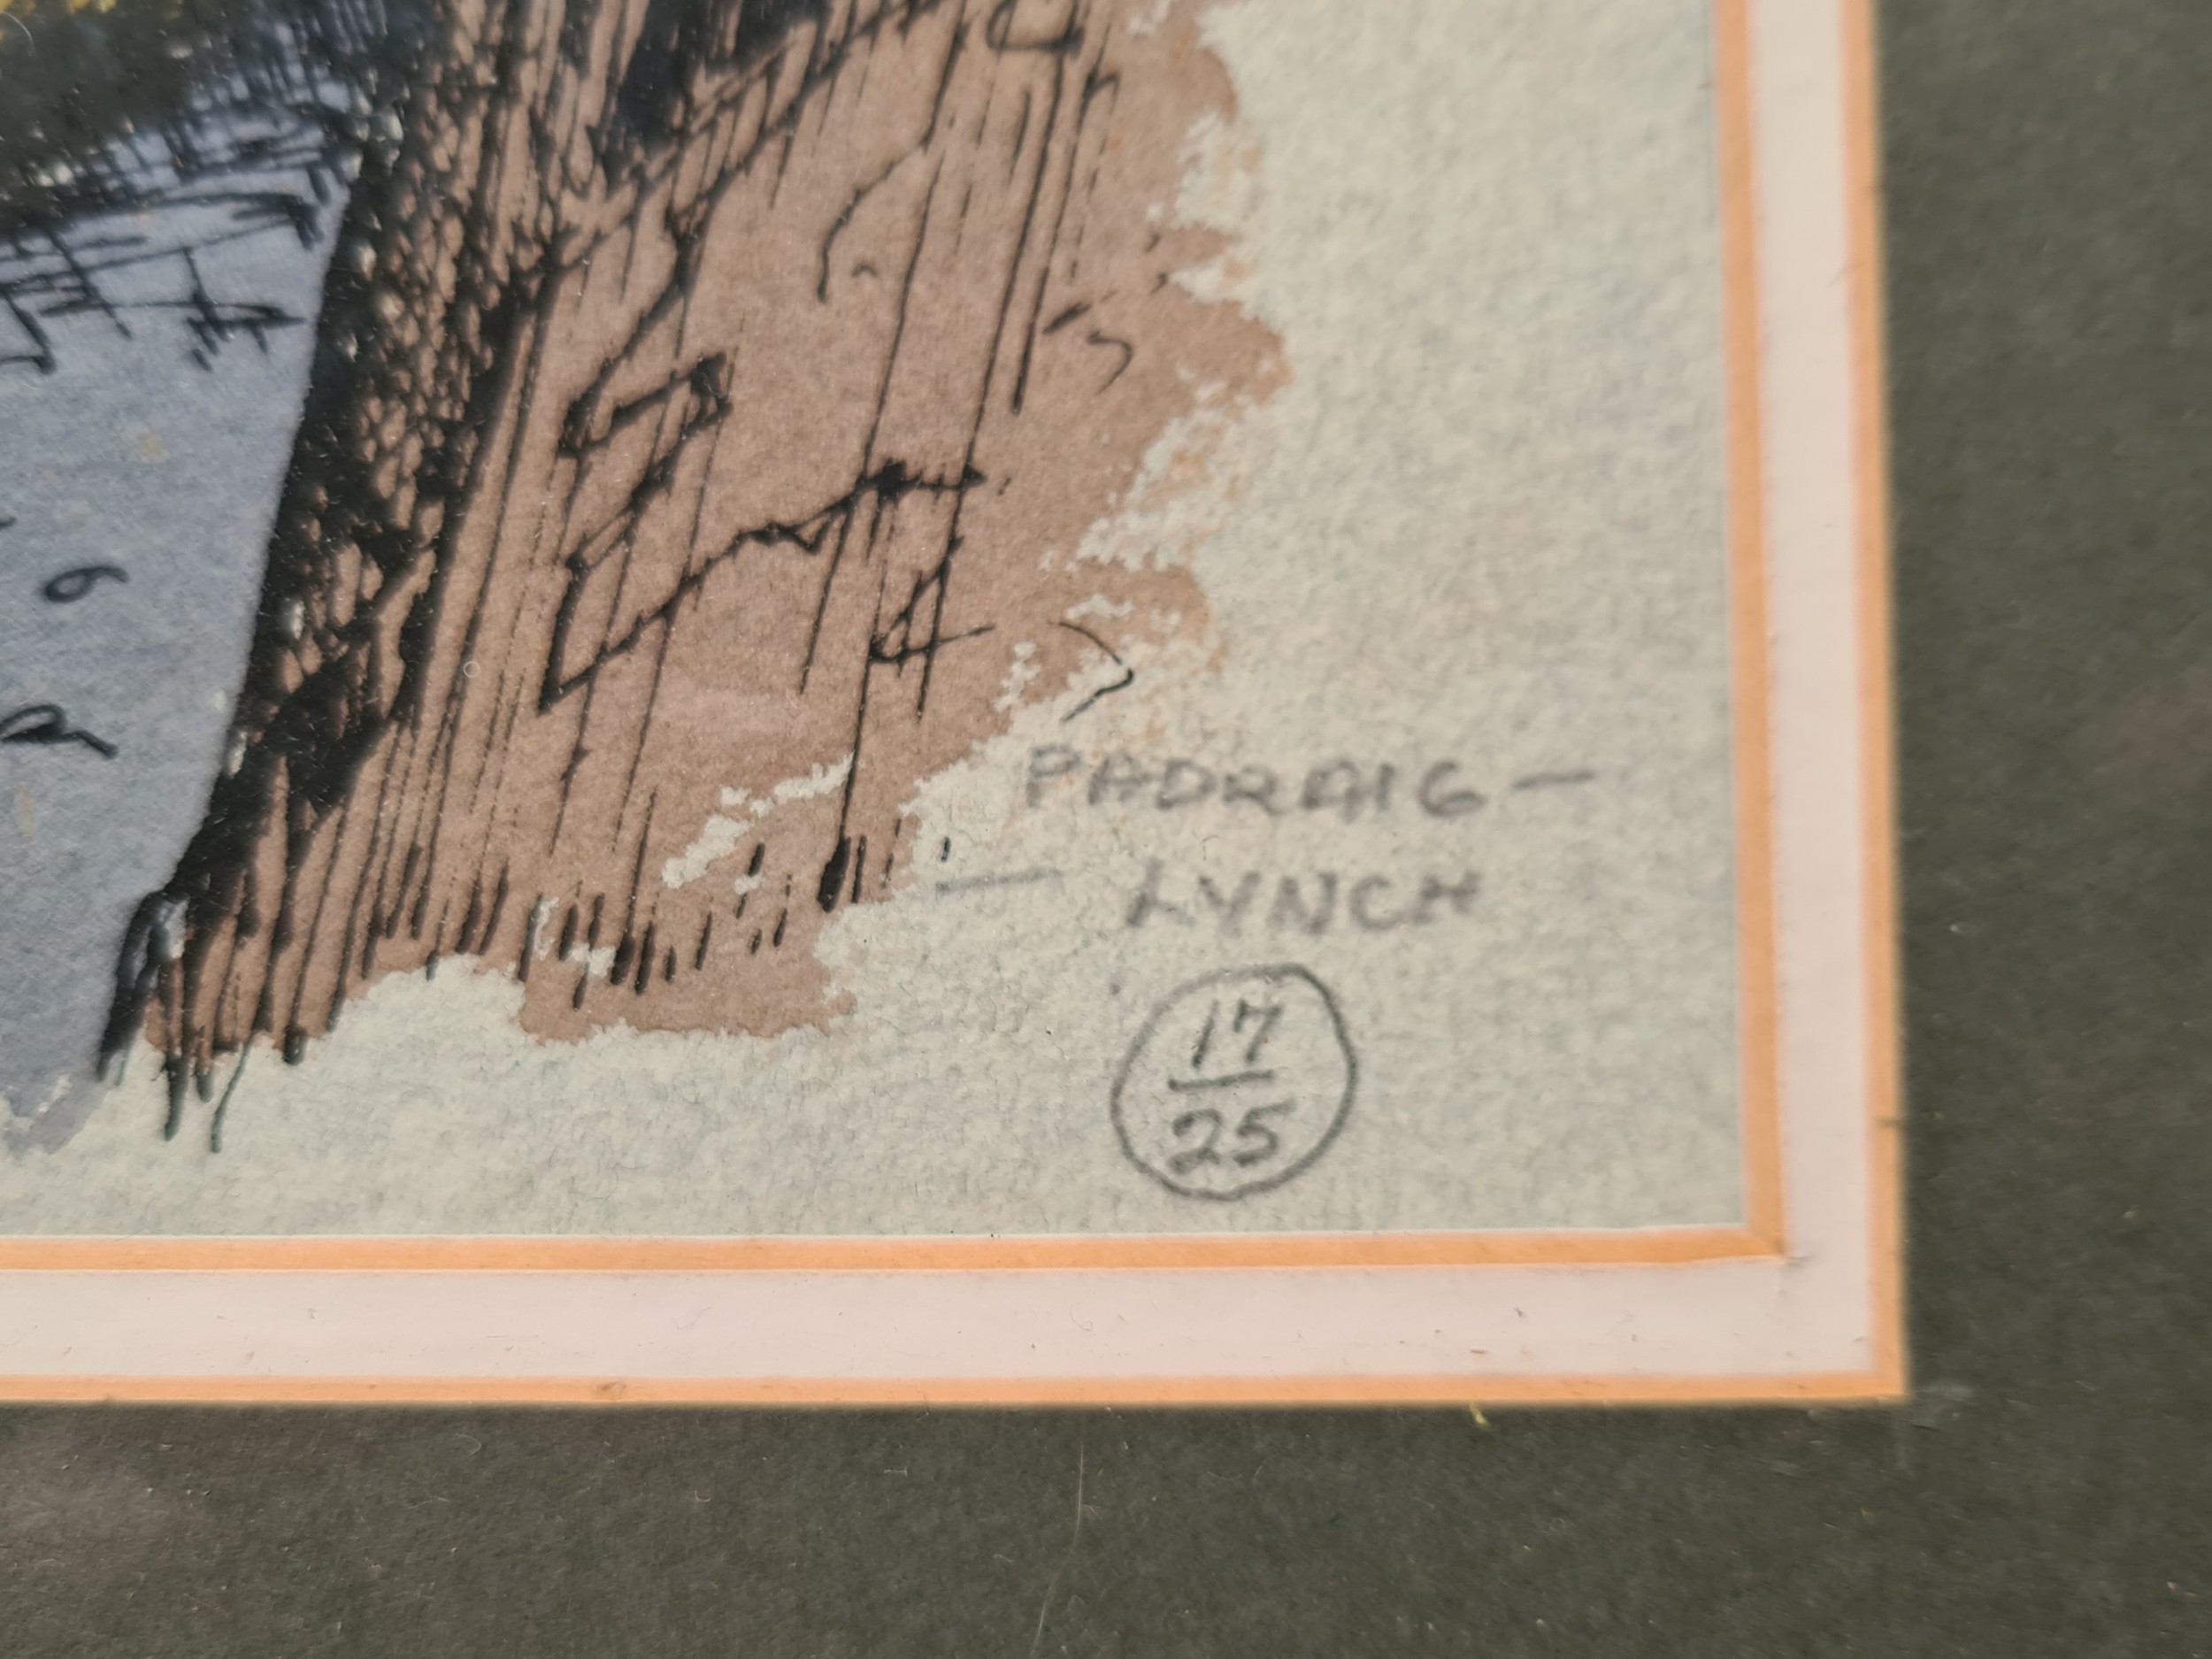 PADRAIG —
— LYNCH
17
25